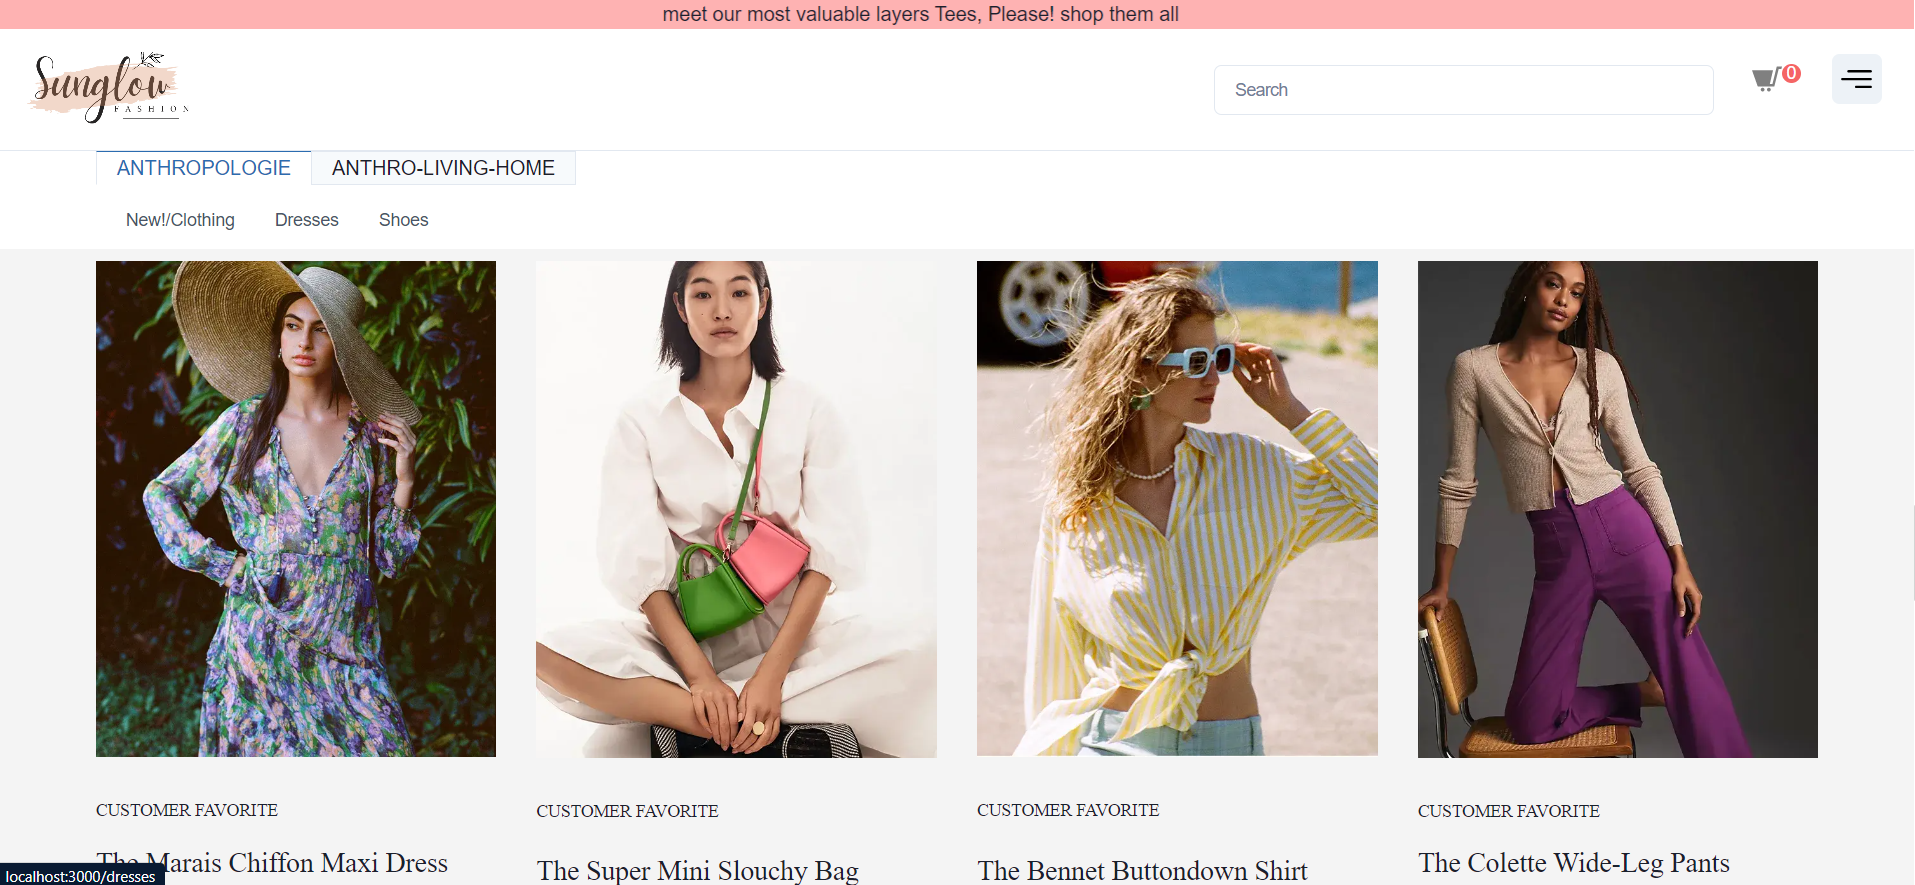 meet our most valuable layers Tees, Please! shop them all
Sunglow
FASHION
Search
0
ANTHROPOLOGIE
ANTHRO-LIVING-HOME
New!/Clothing
Dresses
Shoes
CUSTOMER FAVORITE
CUSTOMER FAVORITE
CUSTOMER FAVORITE
CUSTOMER FAVORITE
The Marais Chiffon Maxi Dress
The Super Mini Slouchy Bag
The Bennet Buttondown Shirt
The Colette Wide-Leg Pants
localhost:3000/dresses